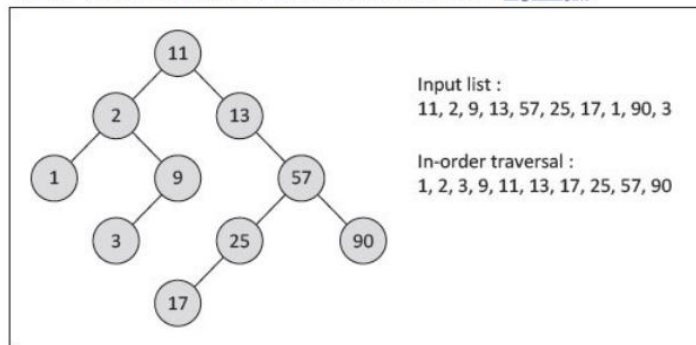 11
2
13
1
9
57
3
25
90
17
Input list :
11, 2, 9, 13, 57, 25, 17, 1, 90, 3
In-order traversal :
1, 2, 3, 9, 11, 13, 17, 25, 57, 90